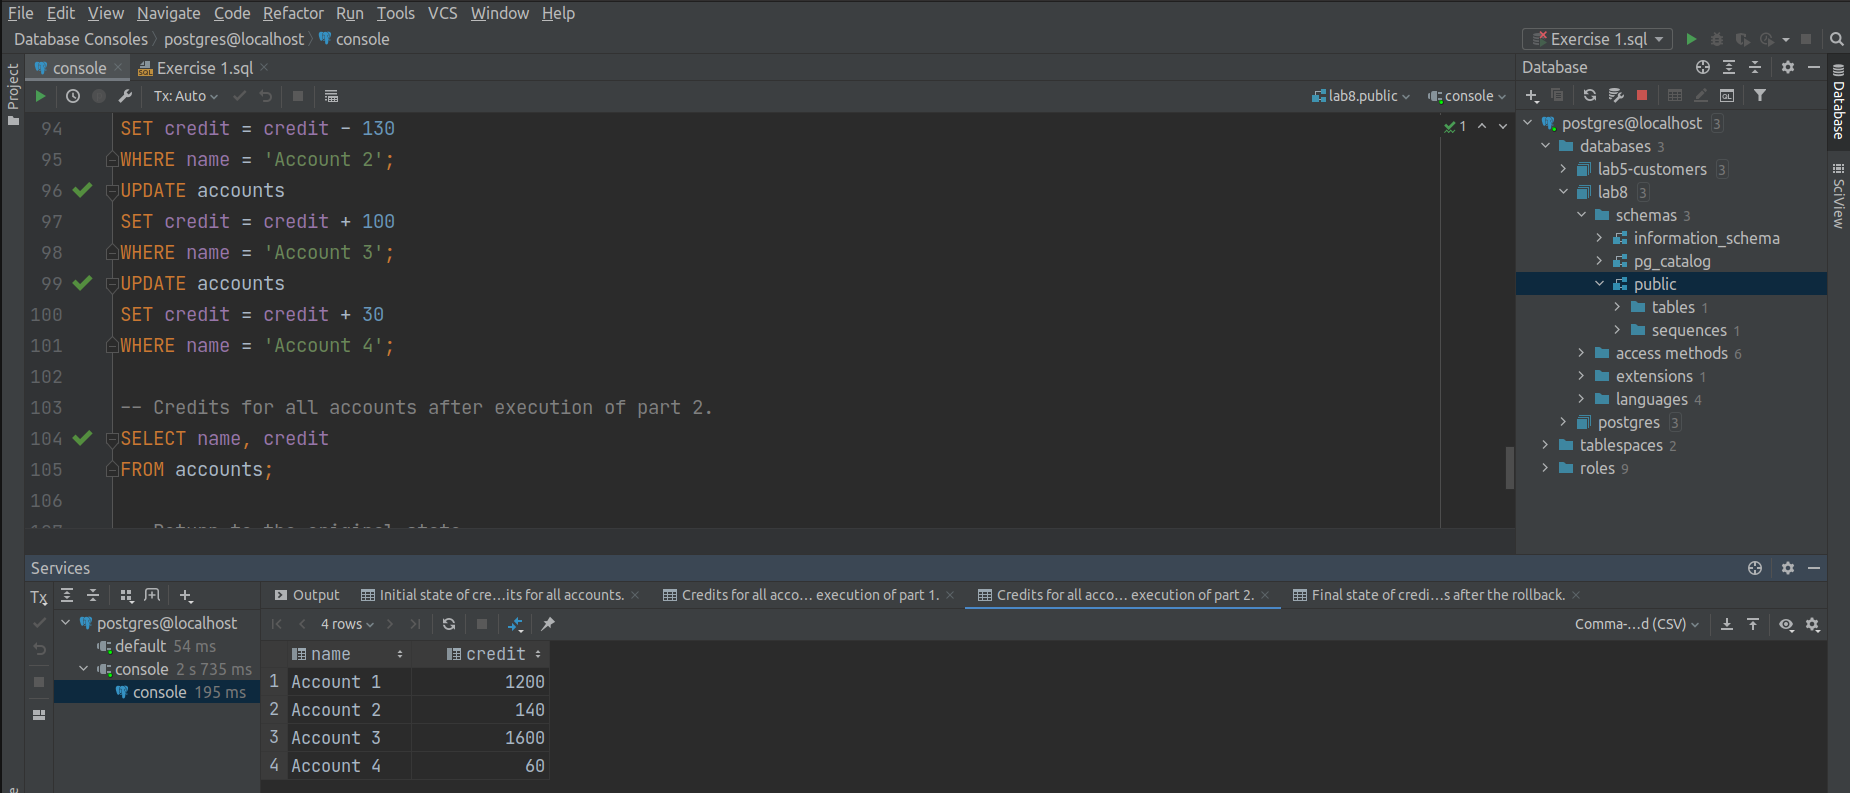 File Edit View Navigate Code Refactor Run Tools VCS Window Help
Database Consoles postgres@localhost console
Exercise 1.sql
Project
console
Exercise 1.sql
Tx: Auto
lab8.public
console
94 SET credit = credit - 130
95 WHERE name = 'Account 2';
96 UPDATE accounts
97 SET credit = credit + 100
98 WHERE name = 'Account 3';
99 UPDATE accounts
100 SET credit = credit + 30
101 WHERE name = 'Account 4';
102
103 -- Credits for all accounts after execution of part 2.
104 SELECT name, credit
105 FROM accounts;
106
1
Database
QL
postgres@localhost 3
databases 3
lab5-customers 3
lab8 3
schemas 3
information_schema
pg_catalog
public
tables 1
sequences 1
access methods 6
extensions 1
languages 4
postgres 3
tablespaces 2
roles 9
Database
SciView
Services
Tx
postgres@localhost
default 54 ms
console 2 s 735 ms
console 195 ms
Output
Initial state of cre...its for all accounts.
Credits for all acco... execution of part 1.
Credits for all acco... execution of part 2.
Final state of credi...s after the rollback.
4 rows
Comma-...d (CSV)
name credit
1 Account 1 1200
2 Account 2 140
3 Account 3 1600
4 Account 4 60